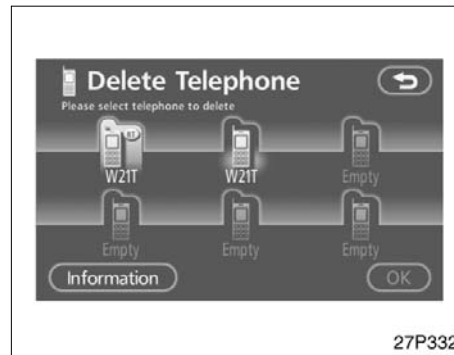 Delete Telephone
Please select telephone to delete
BT
W21T W21T Empty
Empty Empty Empty
Information OK
27P332